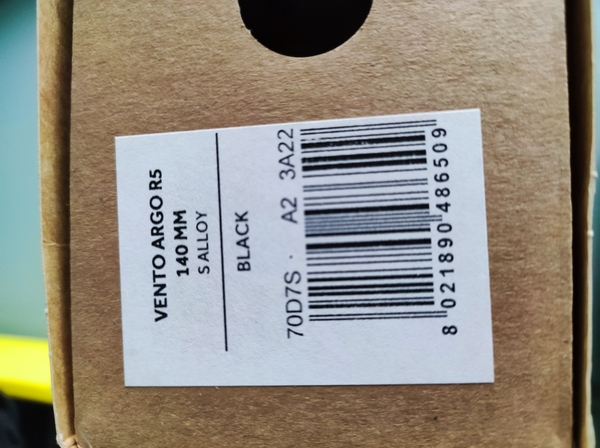 VENTO ARGO R5
140 MM
S ALLOY
BLACK
70D7S · A2 3A22
8 021890 486509